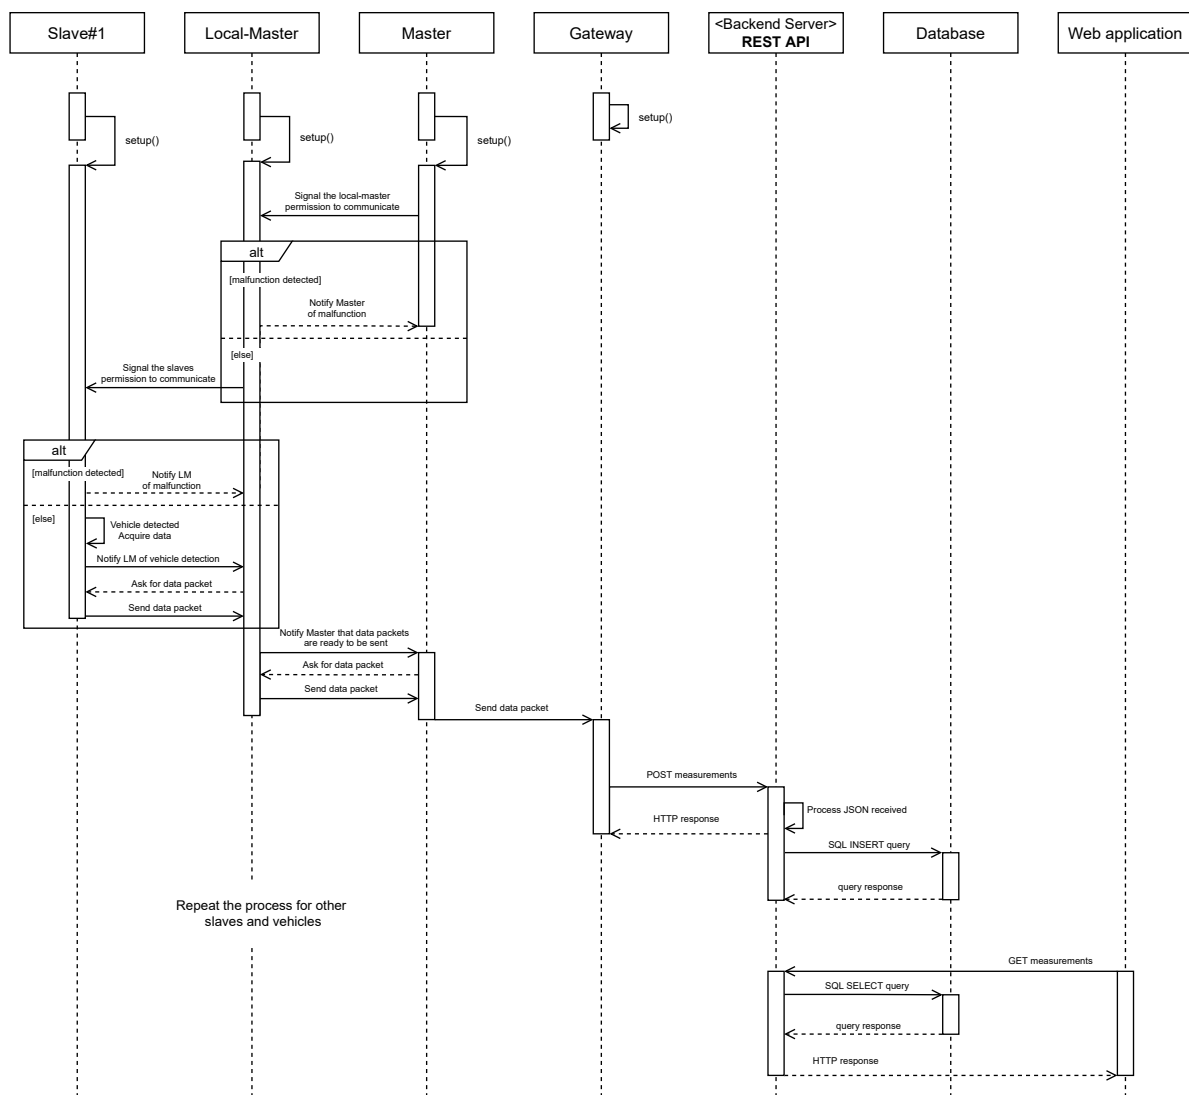 Slave#1
Local-Master
Master
Gateway
<Backend Server>
REST API
Database
Web application
setup()
setup()
setup()
setup()
Signal the local-master
permission to communicate
alt
[malfunction detected]
Notify Master
of malfunction
[else]
Signal the slaves
permission to communicate
alt
[malfunction detected]
Notify LM
of malfunction
[else]
Vehicle detected
Acquire data
Notify LM of vehicle detection
Ask for data packet
Send data packet
Notify Master that data packets
are ready to be sent
Ask for data packet
Send data packet
Send data packet
POST measurements
Process JSON received
HTTP response
SQL INSERT query
query response
Repeat the process for other
slaves and vehicles
GET measurements
SQL SELECT query
query response
HTTP response